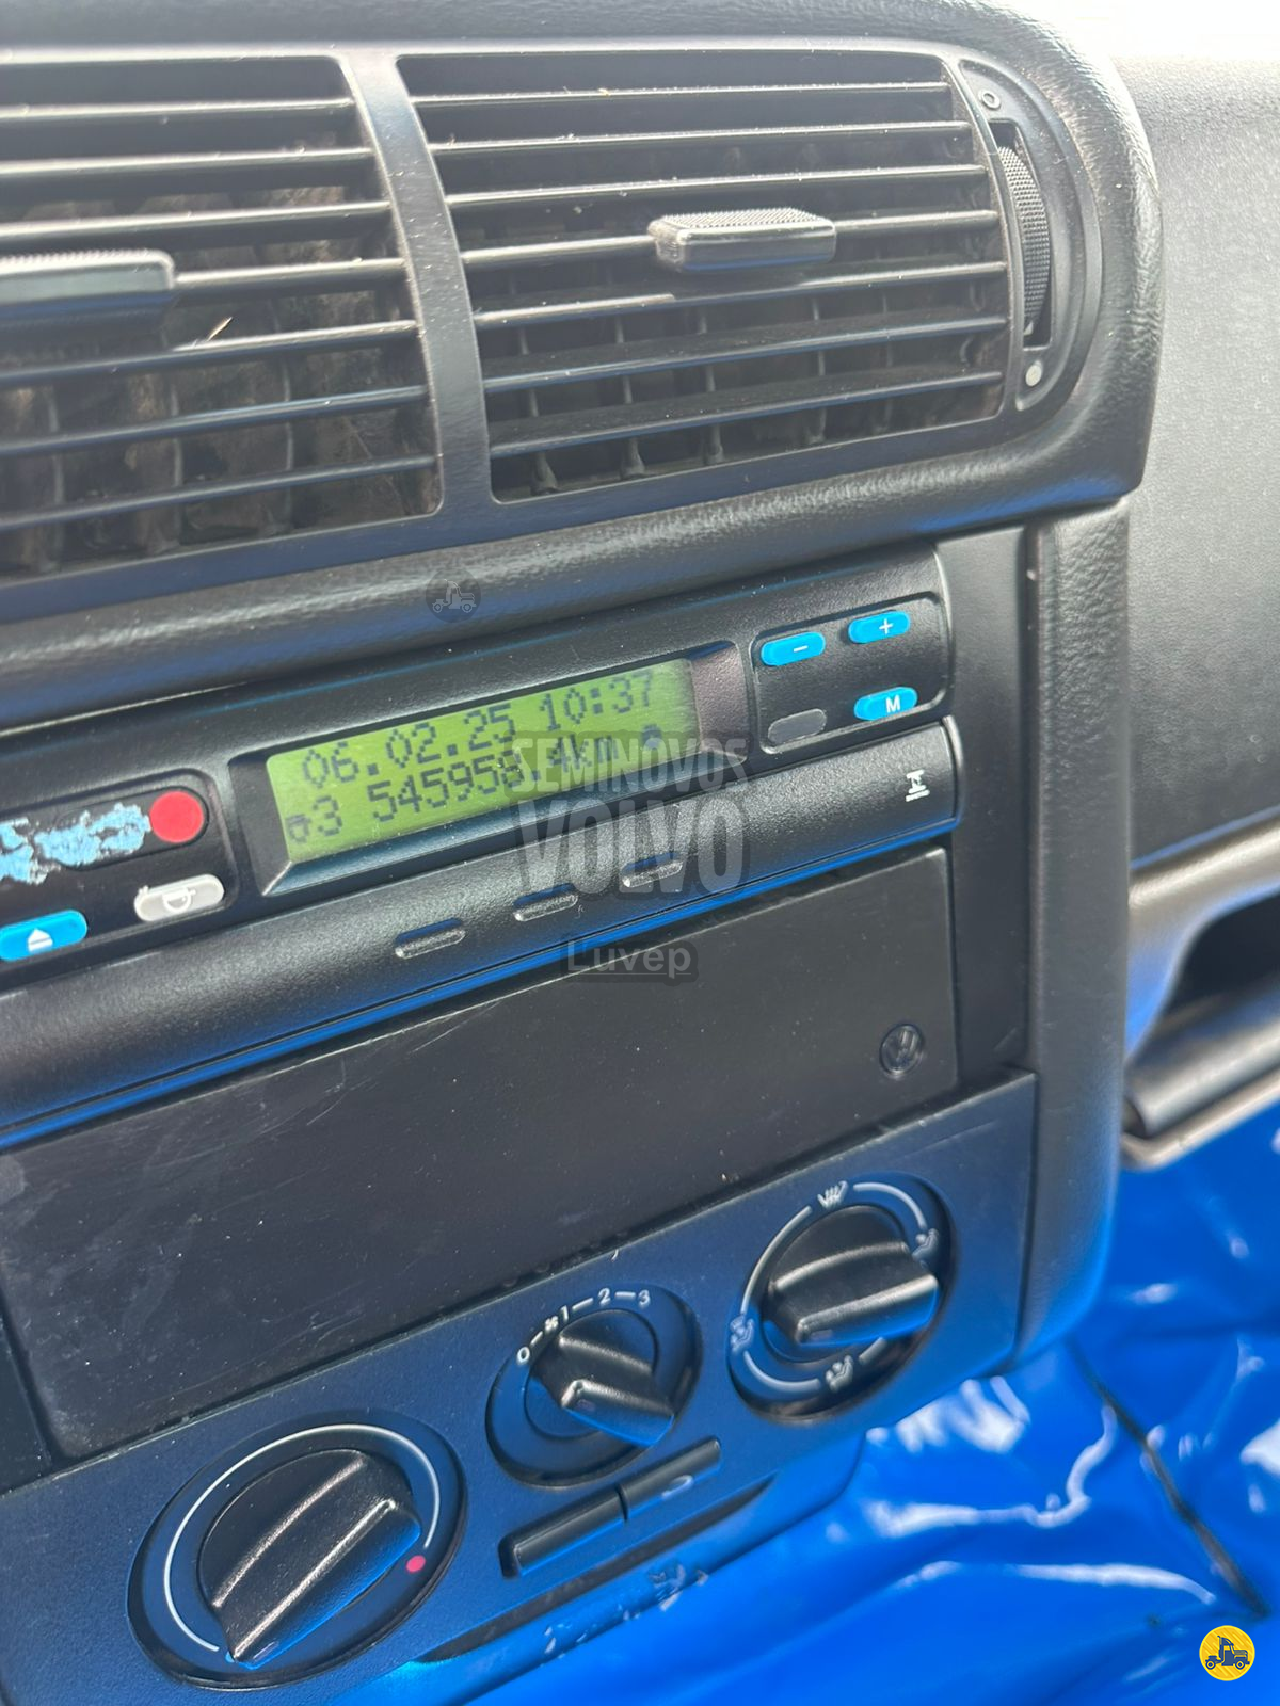 +
-
M
06.02.25 10:37
3 545958.4km
SEMINOVOS
VOLVO
Luvep
0 1 2 3